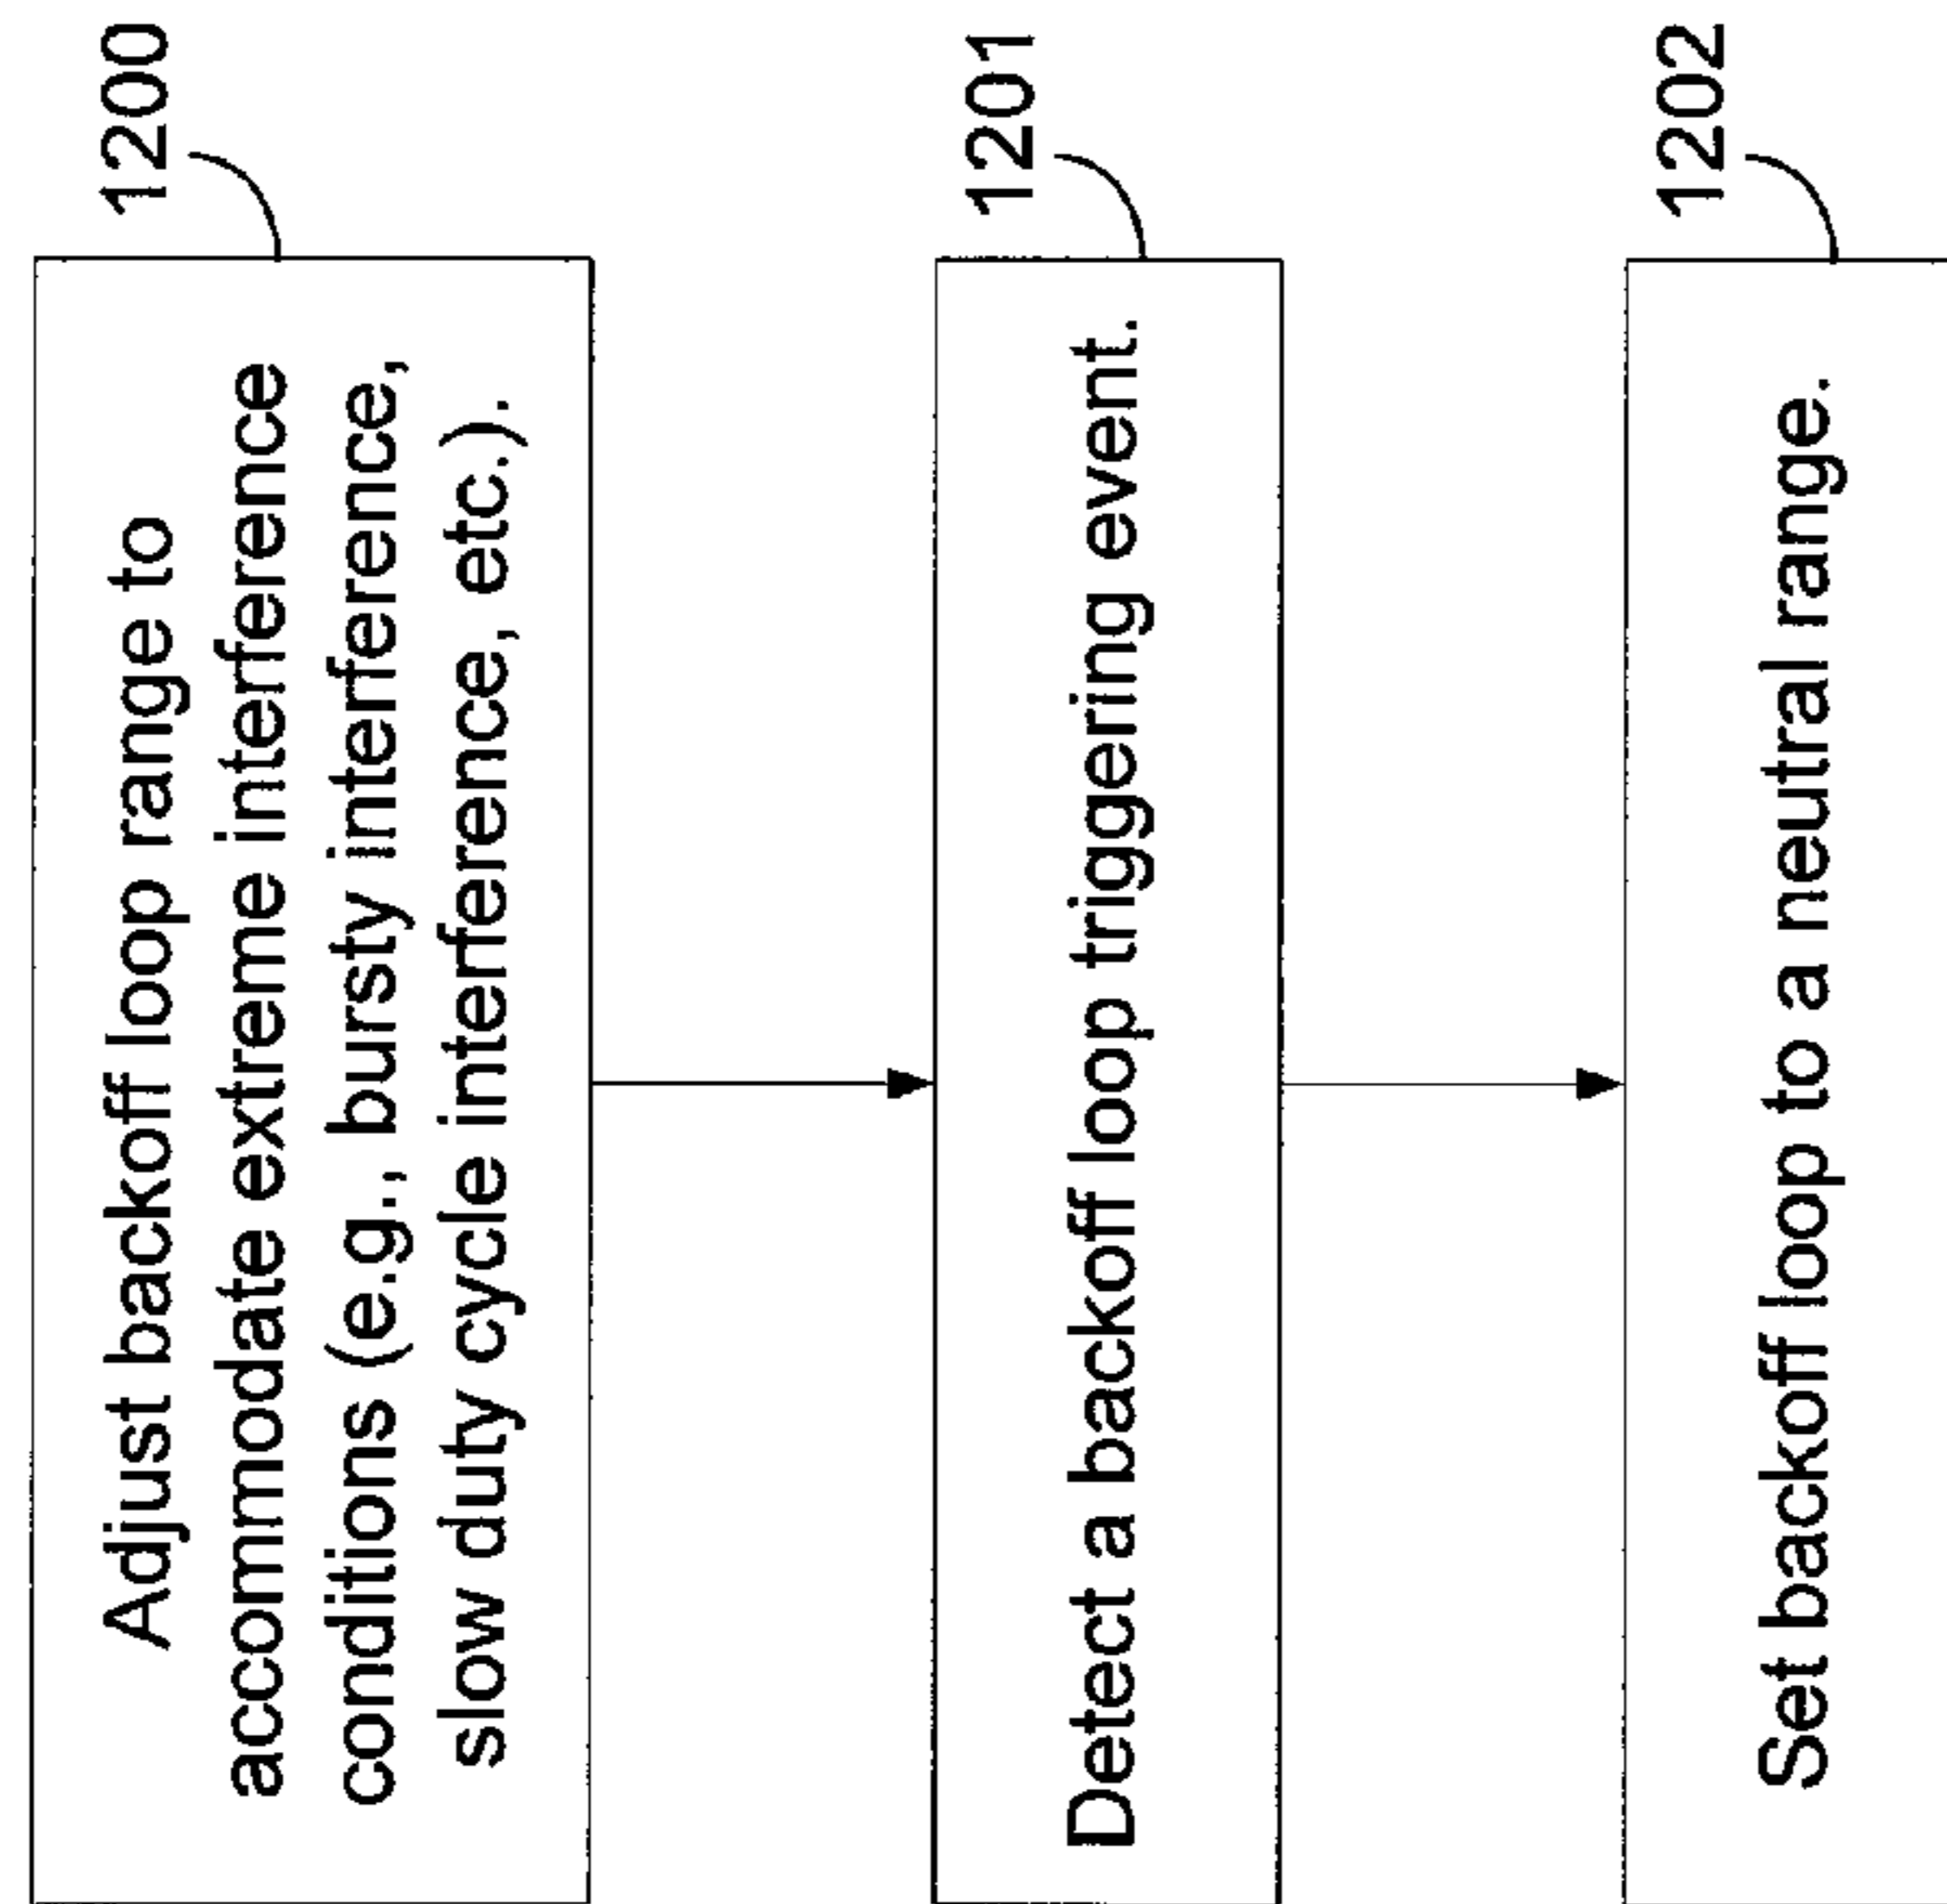 Adjust backoff loop range to
accommodate extreme interference
conditions (e.g., bursty interference,
slow duty cycle interference, etc.).
1200
Detect a backoff loop triggering event.
1201
Set backoff loop to a neutral range.
1202